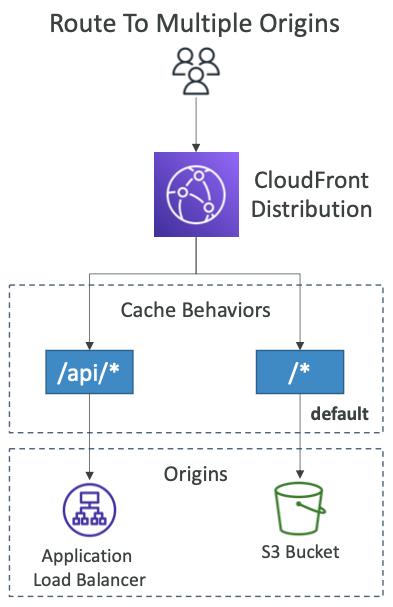 Route To Multiple Origins
CloudFront
Distribution
Cache Behaviors
/api/*
/*
default
Origins
Application
Load Balancer
S3 Bucket